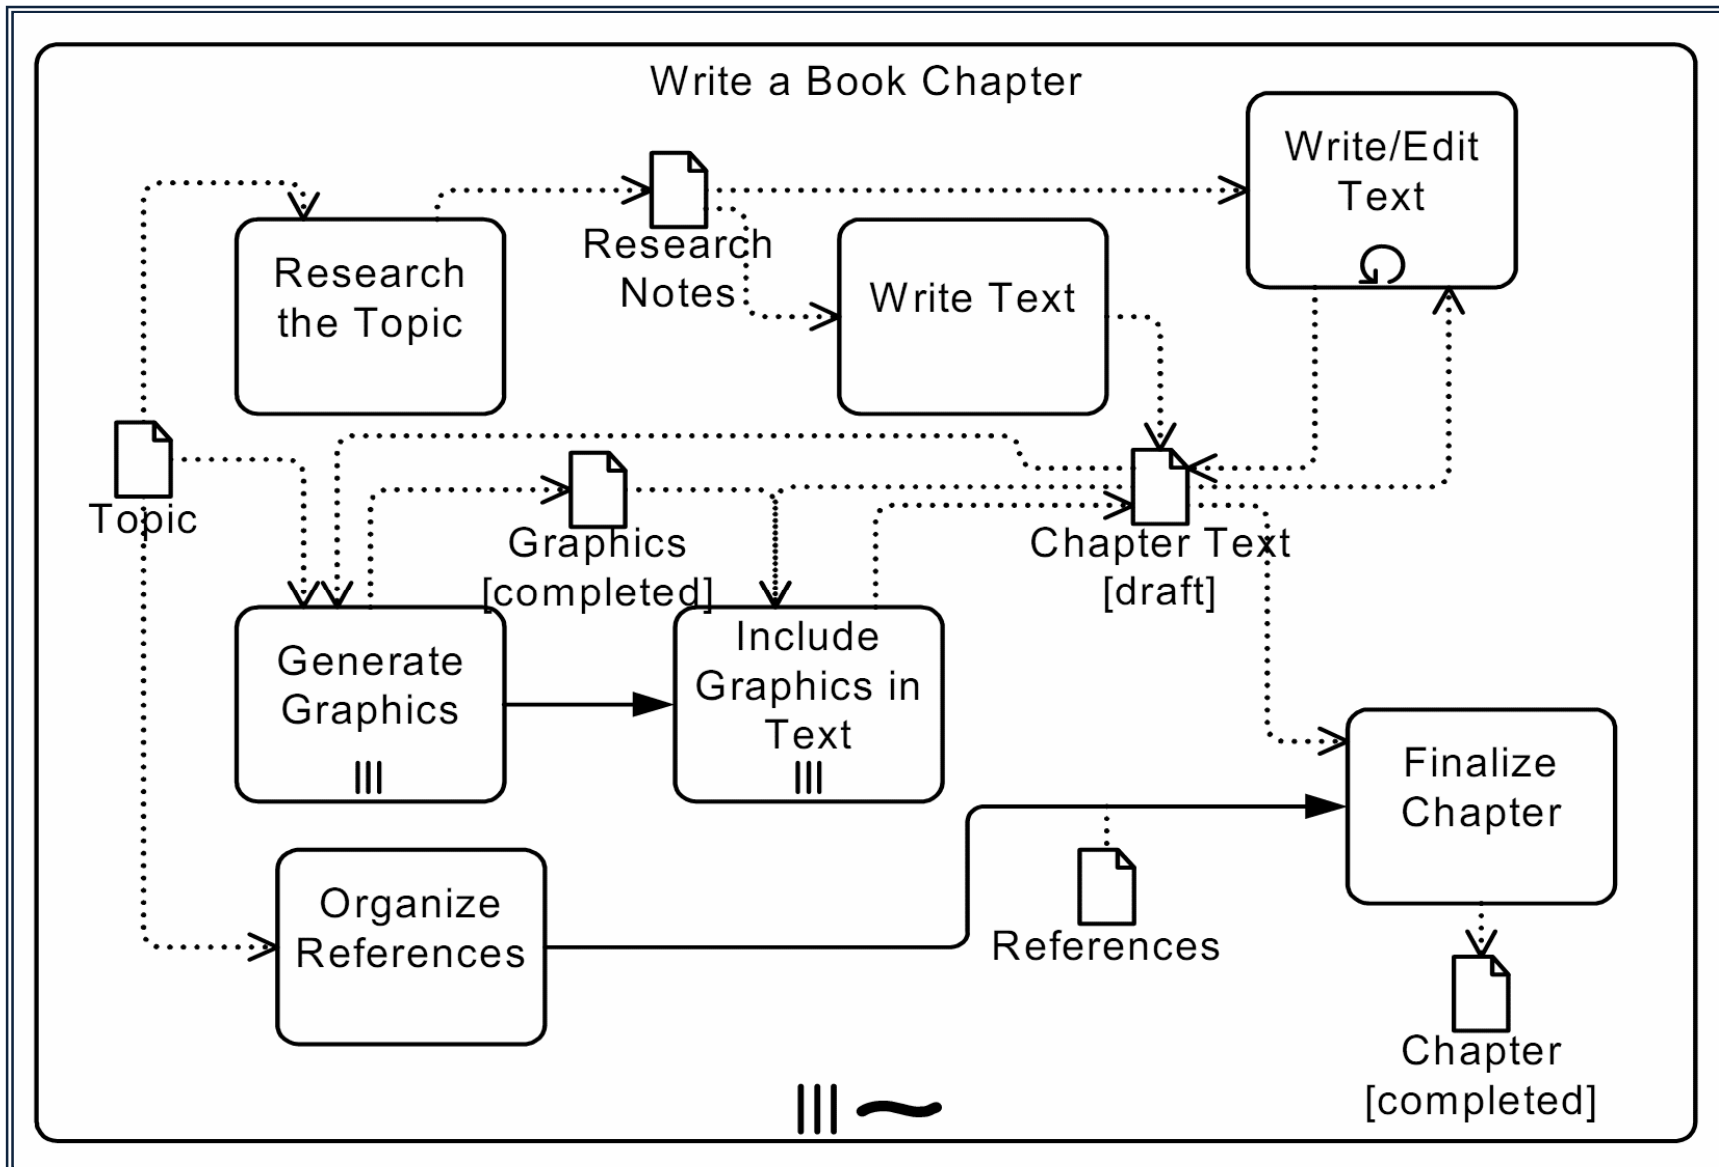 Write a Book Chapter
Write/Edit
Text
Research
the Topic
Research
Notes
Write Text
Topic
Graphics
[completed]
Chapter Text
[draft]
Generate
Graphics
Include
Graphics in
Text
Finalize
Chapter
Organize
References
References
Chapter
[completed]